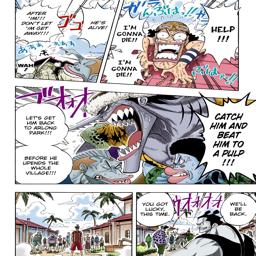 HELP
!!!
I'M
GONNA
DIE!!
I'M
GONNA
DIE!!
HE'S
ALIVE!
AFTER
'IM!!!
DON'T
LET 'IM
GET
AWAY!!!
WAH!
CATCH
HIM AND
BEAT
HIM TO
A PULP
!!!
LET'S GET
HIM BACK TO
ARLONG
PARK!!!
BEFORE HE
UPENDS THE
WHOLE
VILLAGE!!!
WE'LL
BE
BACK.
YOU GOT
LUCKY,
THIS
TIME.